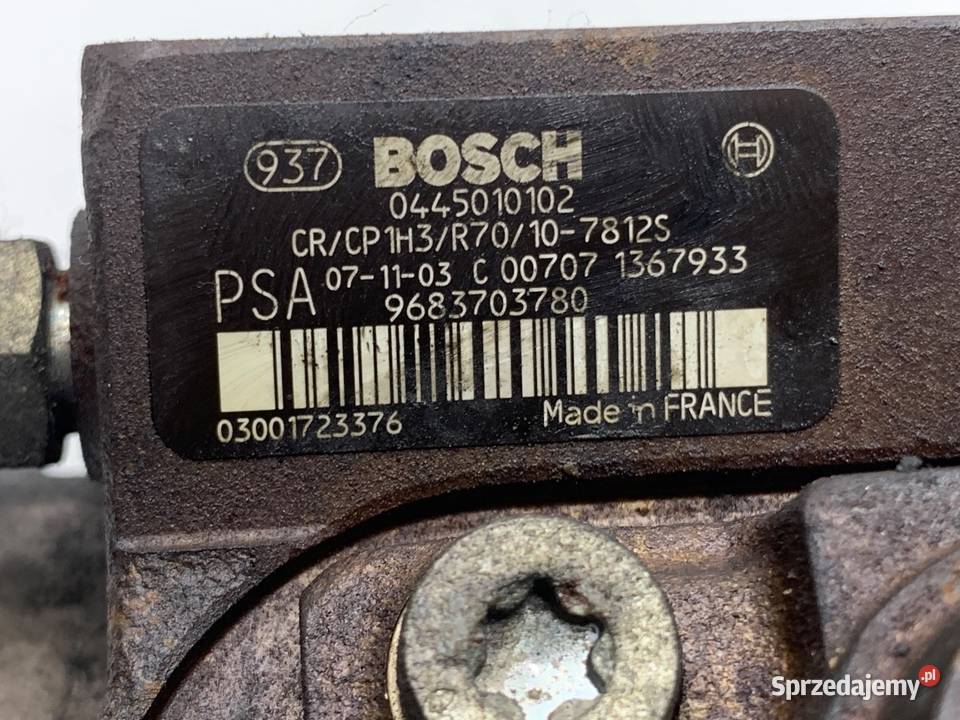 937 BOSCH
0445010102
CR/CP1H3/R70/10-7812S
PSA 07-11-03 C 00707 1367933
9683703780
03001723376 Made in FRANCE
Sprzedajemy.pl